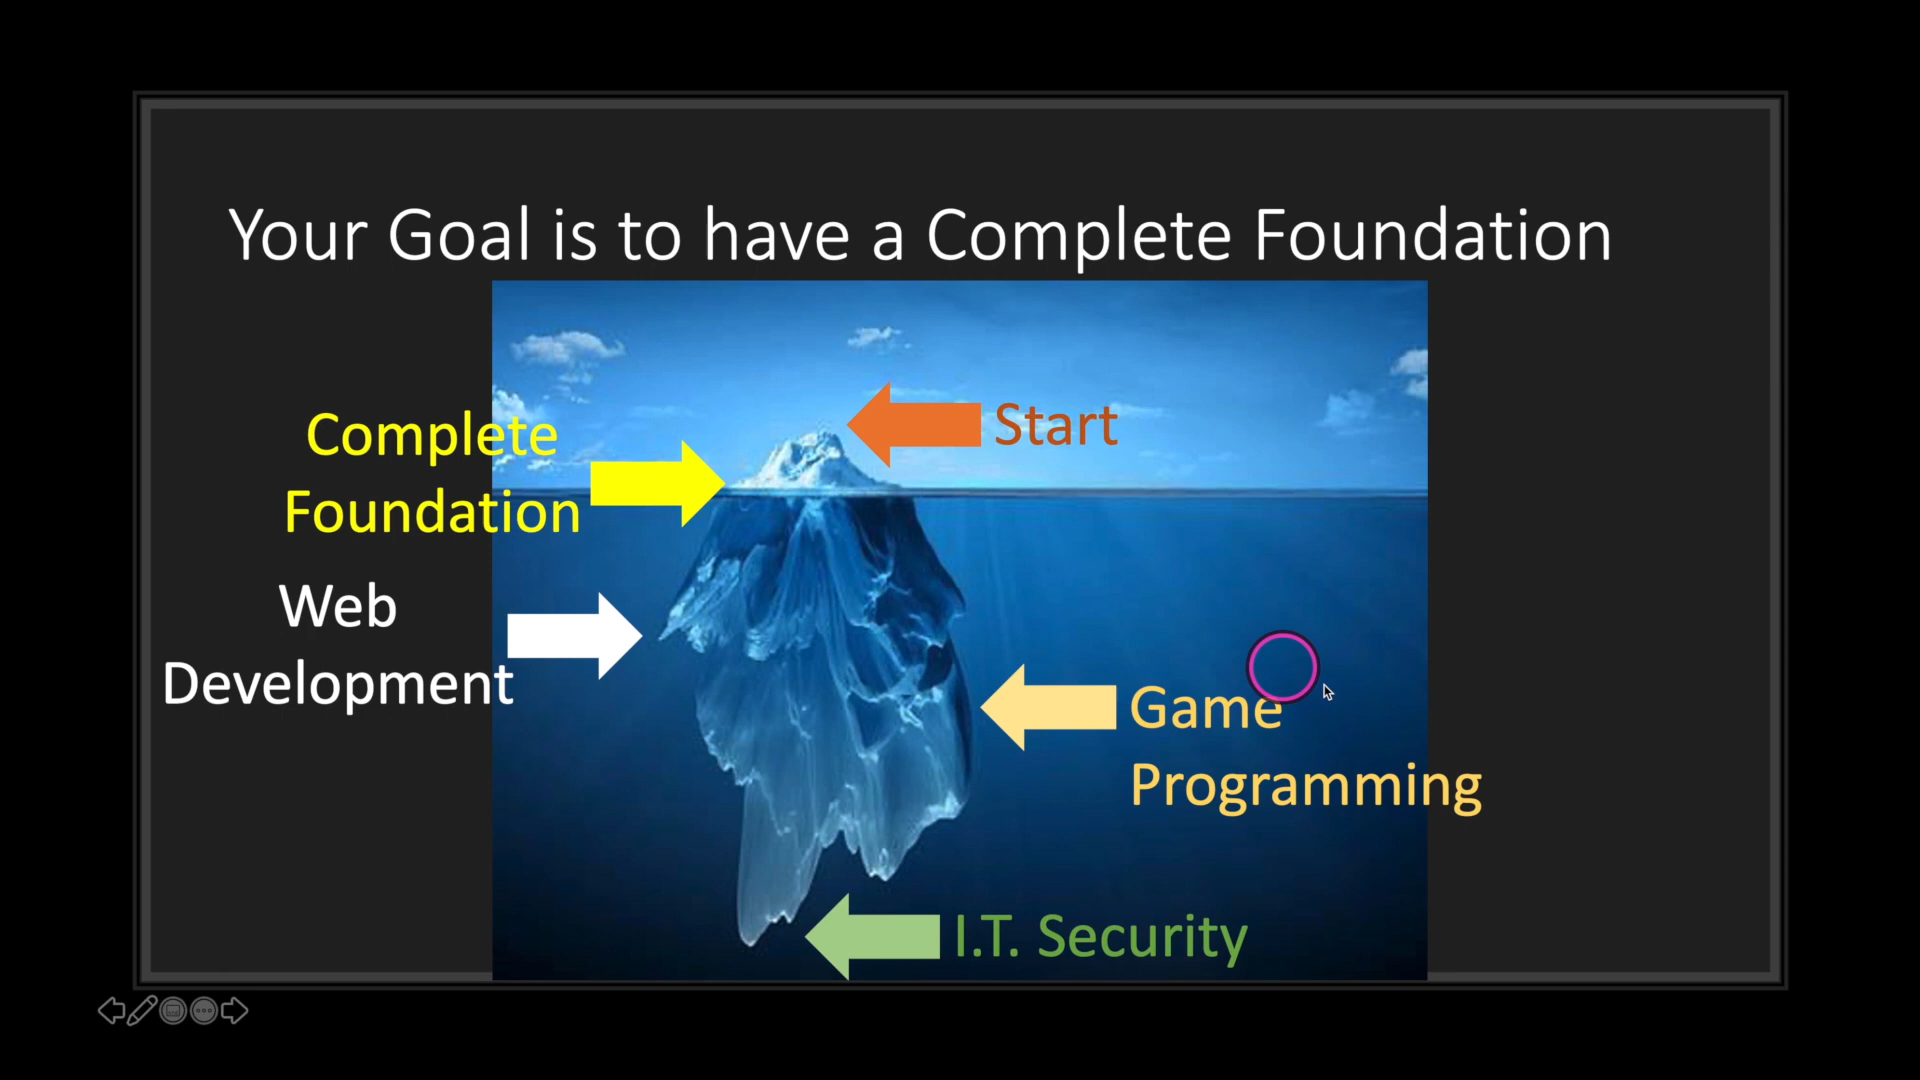 Your Goal is to have a Complete Foundation
Start
Complete
Foundation
Web
Development
Game
Programming
I.T. Security